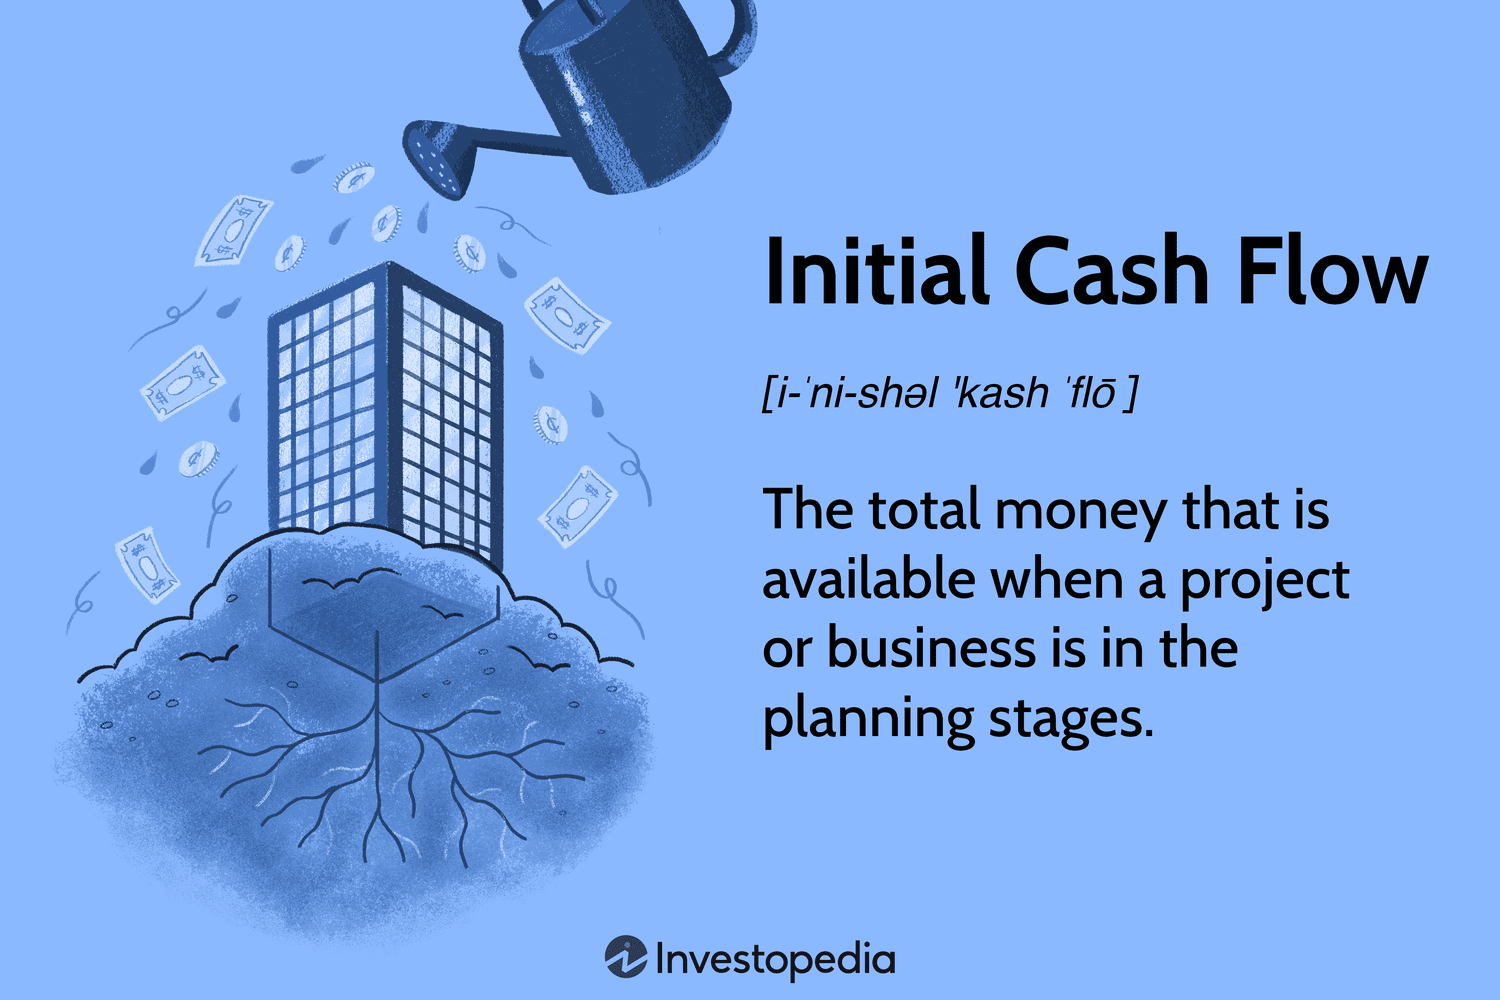 Initial Cash Flow
[i-ˈni-shəl 'kash ˈflō ]
The total money that is
available when a project
or business is in the
planning stages.
Investopedia